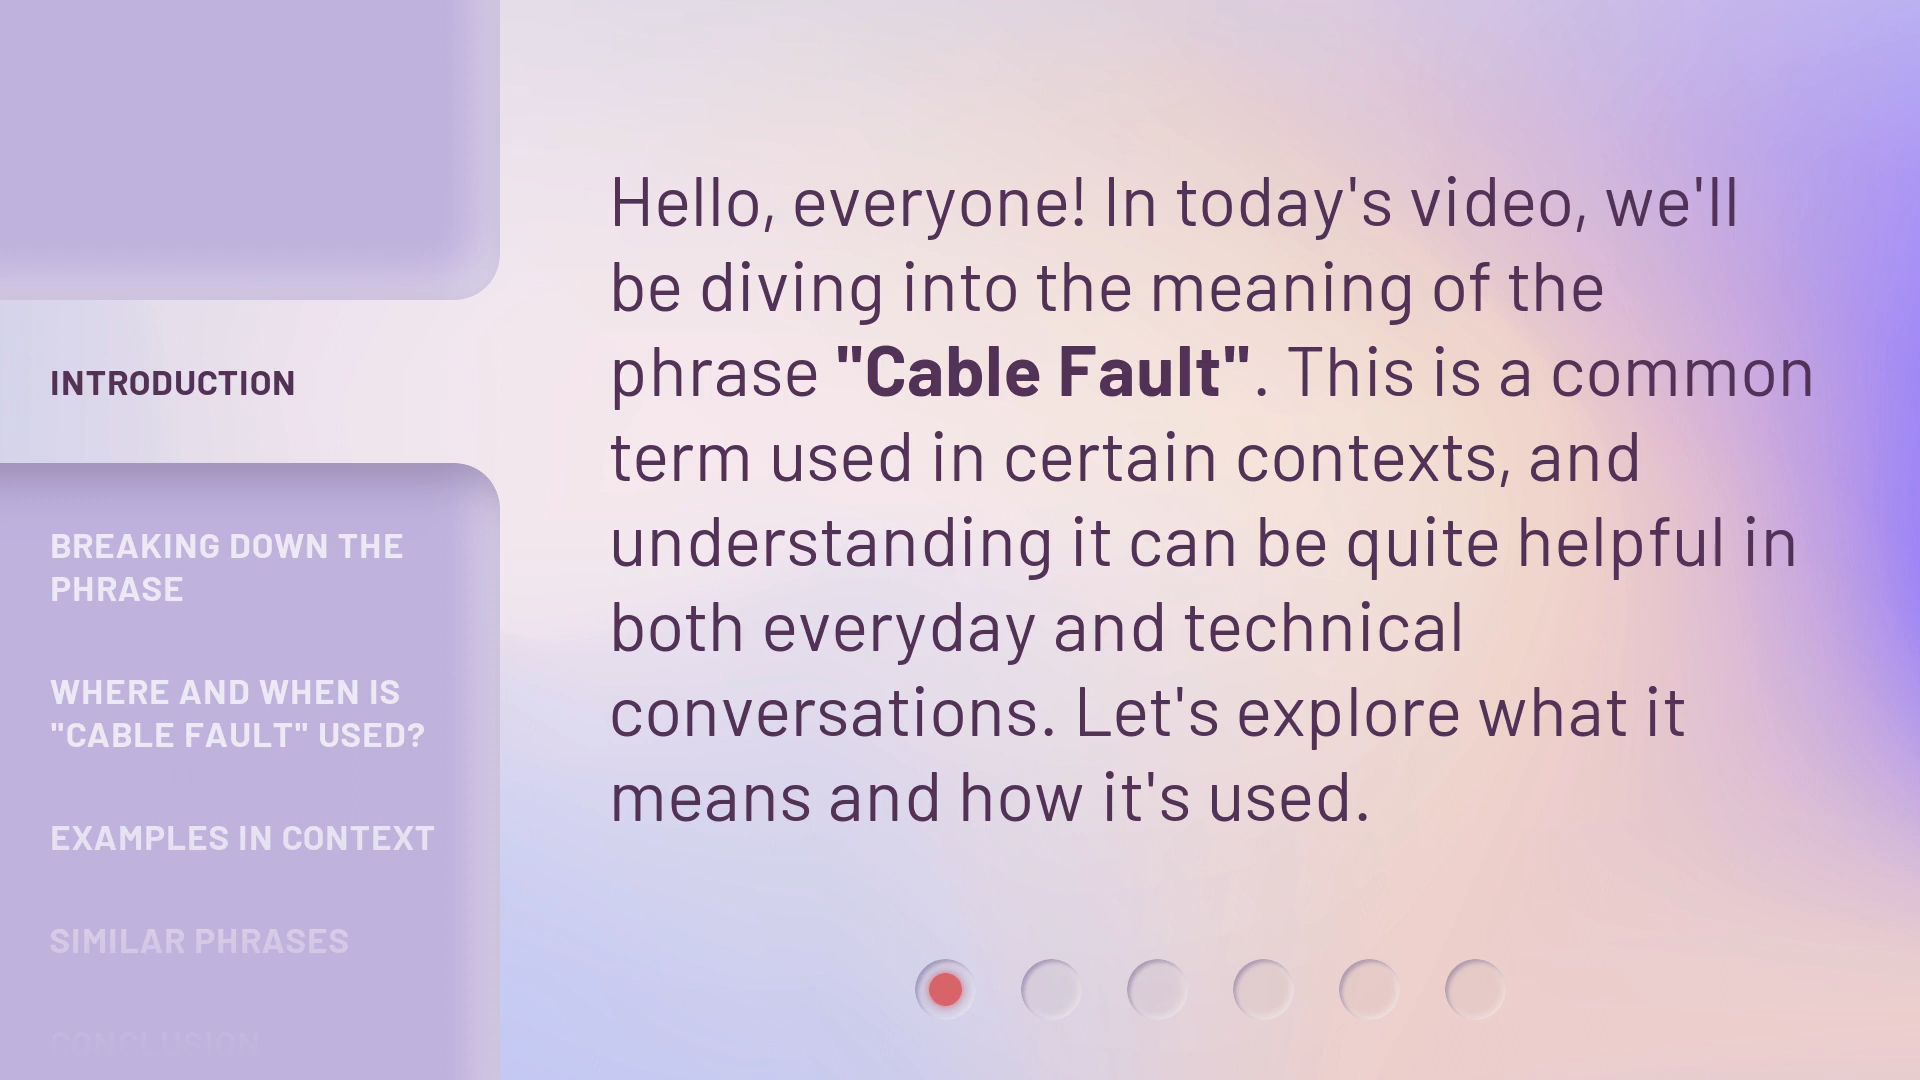 INTRODUCTION
BREAKING DOWN THE
PHRASE
WHERE AND WHEN IS
"CABLE FAULT" USED?
EXAMPLES IN CONTEXT
SIMILAR PHRASES
CONCLUSION
Hello, everyone! In today's video, we'll
be diving into the meaning of the
phrase "Cable Fault". This is a common
term used in certain contexts, and
understanding it can be quite helpful in
both everyday and technical
conversations. Let's explore what it
means and how it's used.